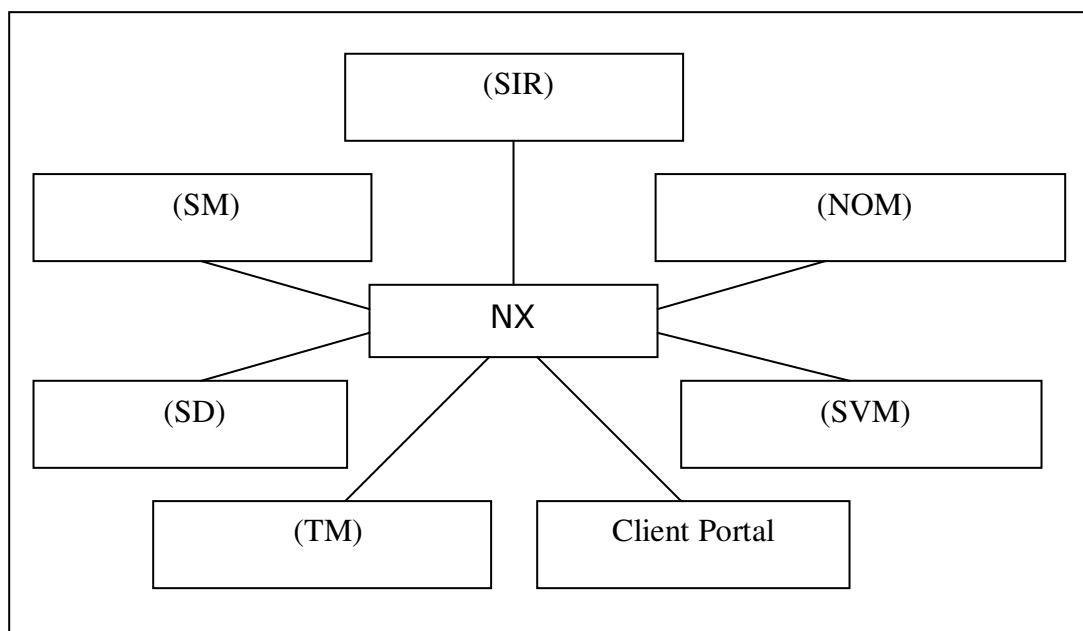 (SIR)
(SM)
(NOM)
NX
(SD)
(SVM)
(TM)
Client Portal